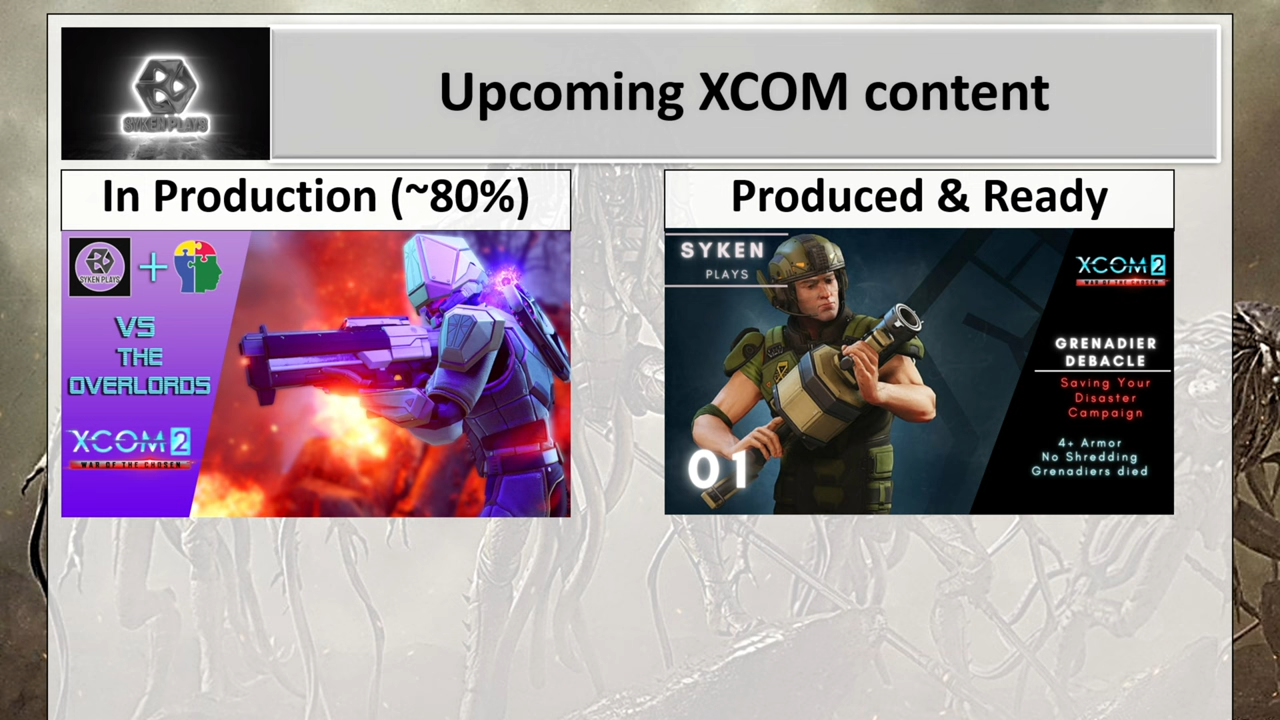 Upcoming XCOM content
SYKEN PLAYS
In Production (~80%)
Produced & Ready
SYKEN PLAYS
+
VS
THE
OVERLORDS
XCOM 2
WAR OF THE CHOSEN
SYKEN
PLAYS
01
XCOM 2
WAR OF THE CHOSEN
GRENADIER
DEBACLE
Saving Your
Disaster
Campaign
4+ Armor
No Shredding
Grenadiers died